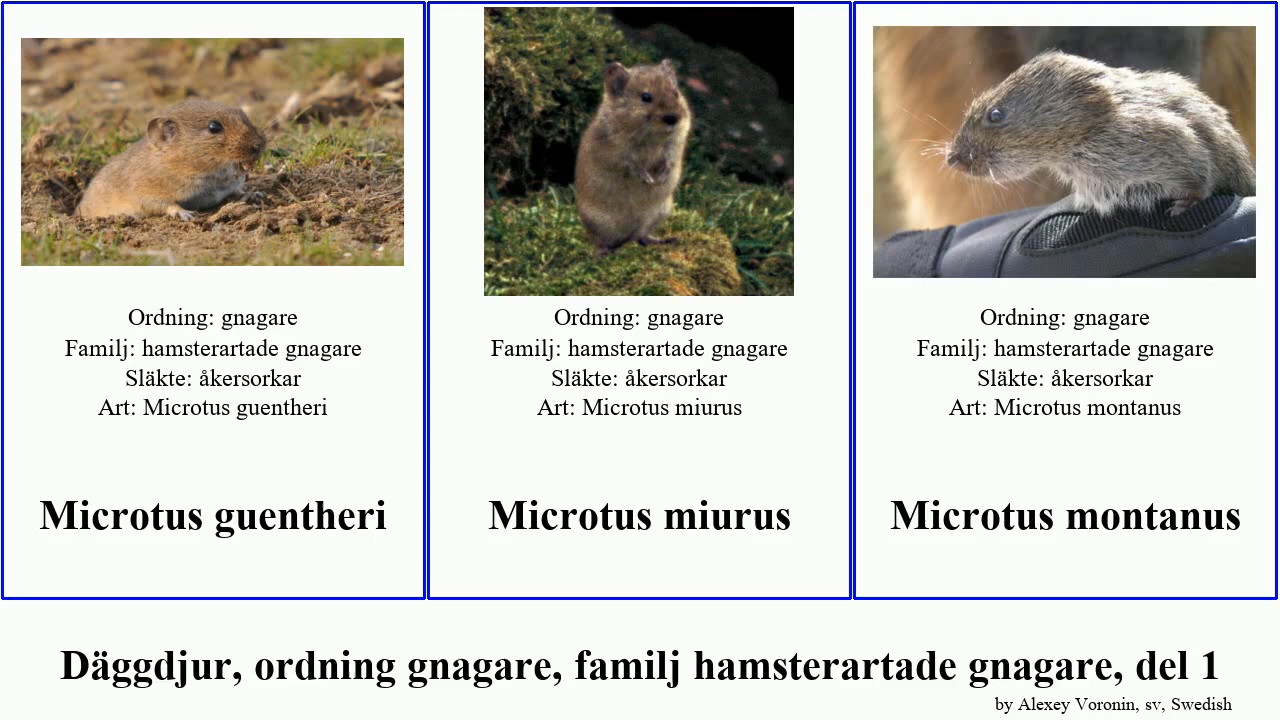 Ordning: gnagare
Familj: hamsterartade gnagare
Släkte: åkersorkar
Art: Microtus guentheri
Microtus guentheri
Ordning: gnagare
Familj: hamsterartade gnagare
Släkte: åkersorkar
Art: Microtus miurus
Microtus miurus
Ordning: gnagare
Familj: hamsterartade gnagare
Släkte: åkersorkar
Art: Microtus montanus
Microtus montanus
Däggdjur, ordning gnagare, familj hamsterartade gnagare, del 1
by Alexey Voronin, sv, Swedish